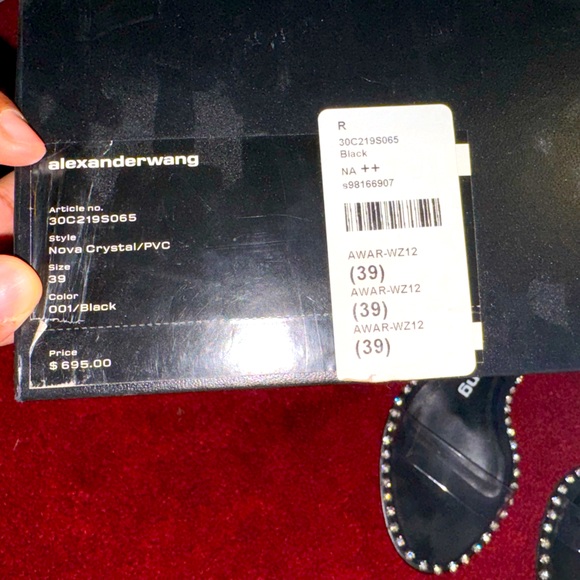 alexanderwang
Article no.
30C219S065
Style
Nova Crystal/PVC
Size
39
Color
001/Black
Price
$695.00
R
30C219S065
Black
NA ++
s98166907
AWAR-WZ12
(39)
AWAR-WZ12
(39)
AWAR-WZ12
(39)
ng